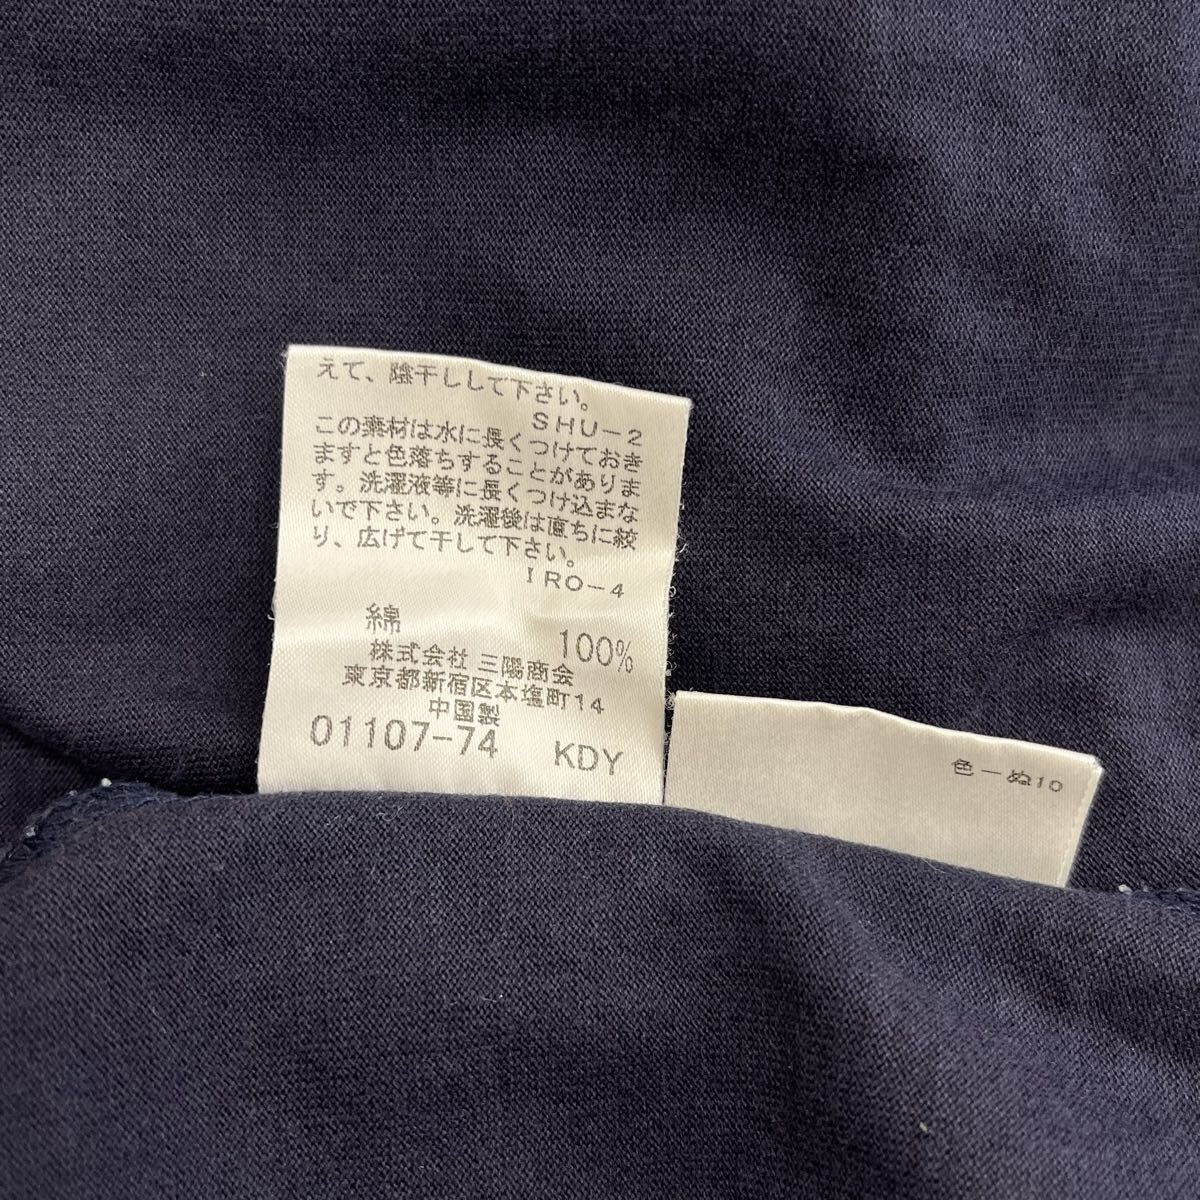 えて、陰干ししして下さい。
SHU-2
この素材は水に長くつけておき
ますと色落ちすることがありま
す。洗濯液等に長くつけ込まな
いで下さい。洗濯後は直ちに絞
り、広げて干して下さい。
IRO-4
綿 100%
株式会社 三陽商会
東京都新宿区本塩町14
中国製
01107-74 KDY
色-ぬ10